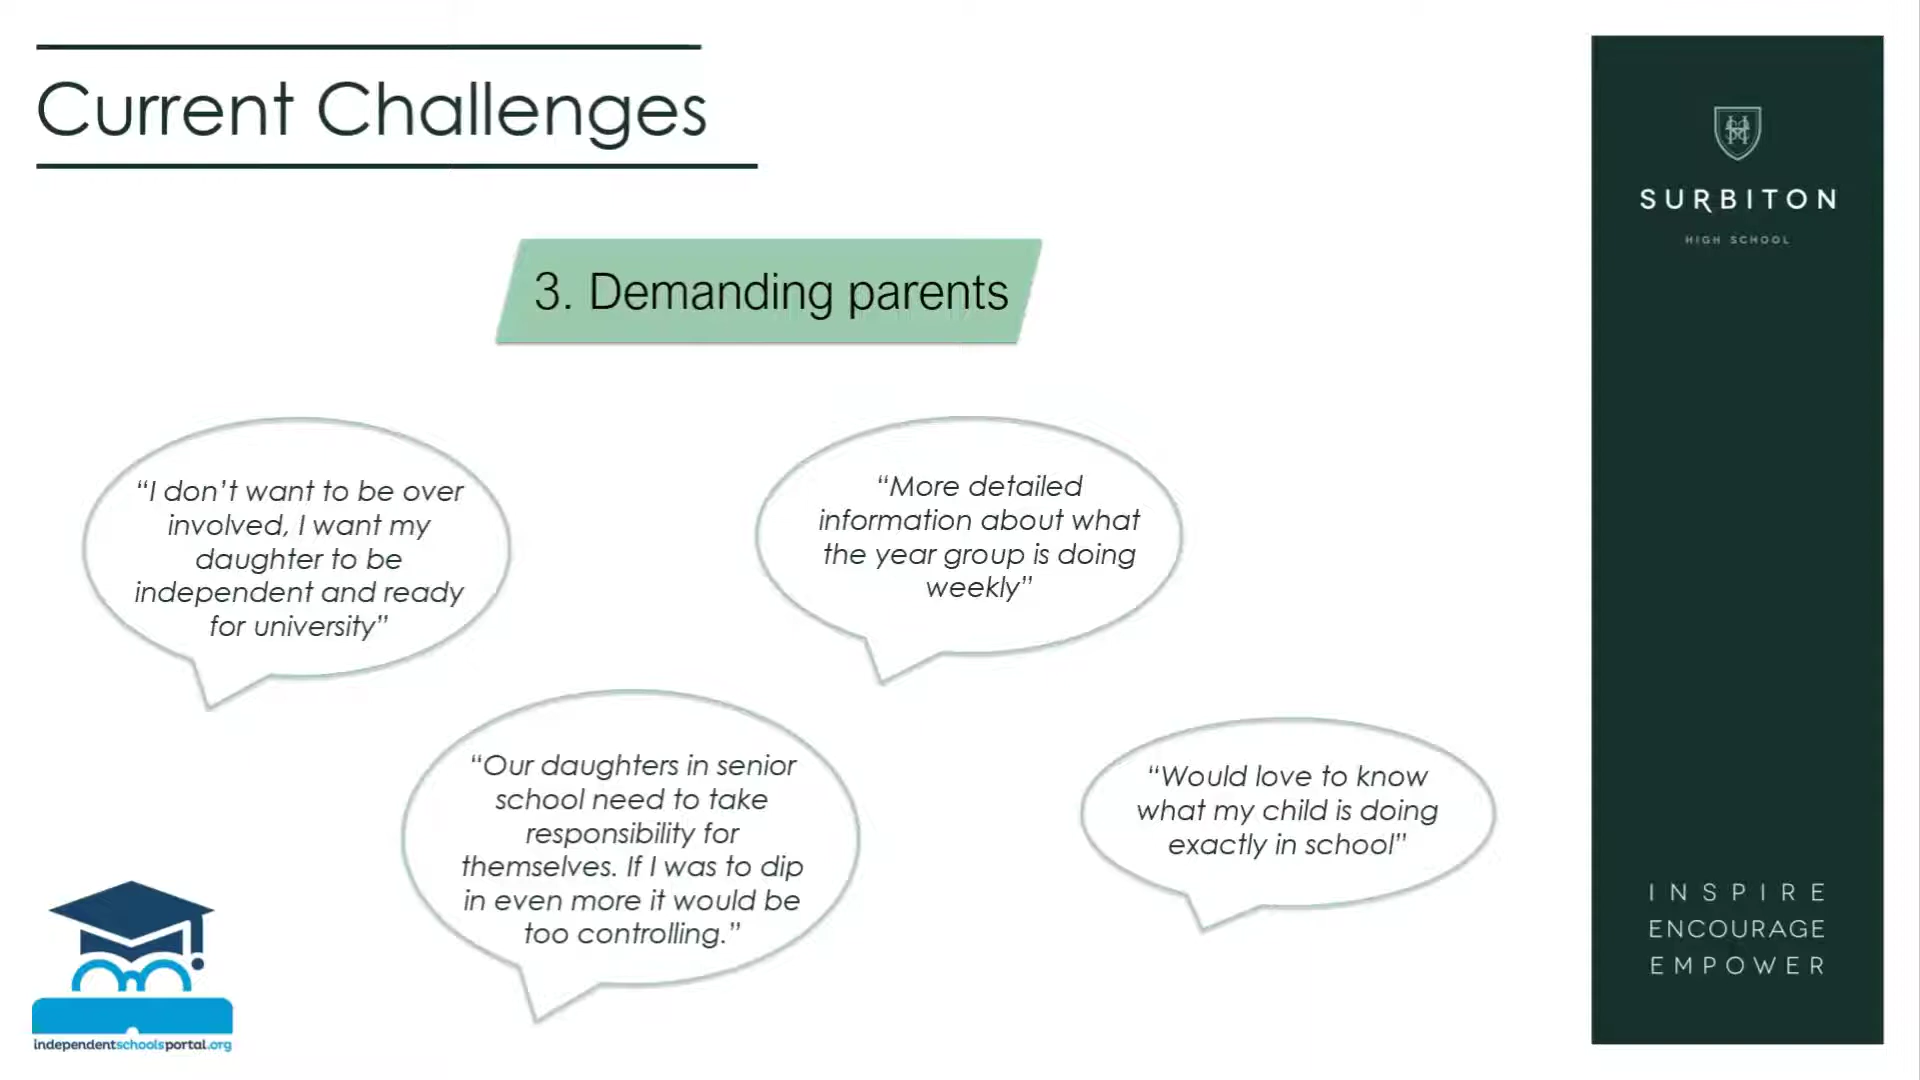 Current Challenges
3. Demanding parents
“I don’t want to be over
involved, I want my
daughter to be
independent and ready
for university”
“More detailed
information about what
the year group is doing
weekly”
“Our daughters in senior
school need to take
responsibility for
themselves. If I was to dip
in even more it would be
too controlling.”
“Would love to know
what my child is doing
exactly in school”
independentschoolsportal.org
SURBITON
HIGH SCHOOL
INSPIRE
ENCOURAGE
EMPOWER